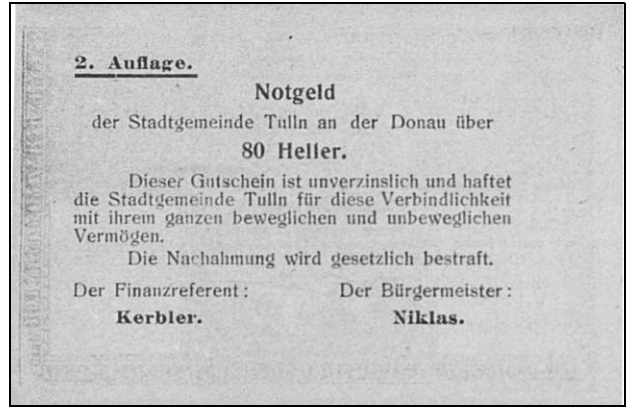 2. Auflage.
Notgeld
der Stadtgemeinde Tulln an der Donau über
80 Heller.
Dieser Gutschein ist unverzinslich und haftet
die Stadtgemeinde Tulln für diese Verbindlichkeit
mit ihrem ganzen beweglichen und unbeweglichen
Vermögen.
Die Nachahmung wird gesetzlich bestraft.
Der Finanzreferent: Der Bürgermeister:
Kerbler. Niklas.